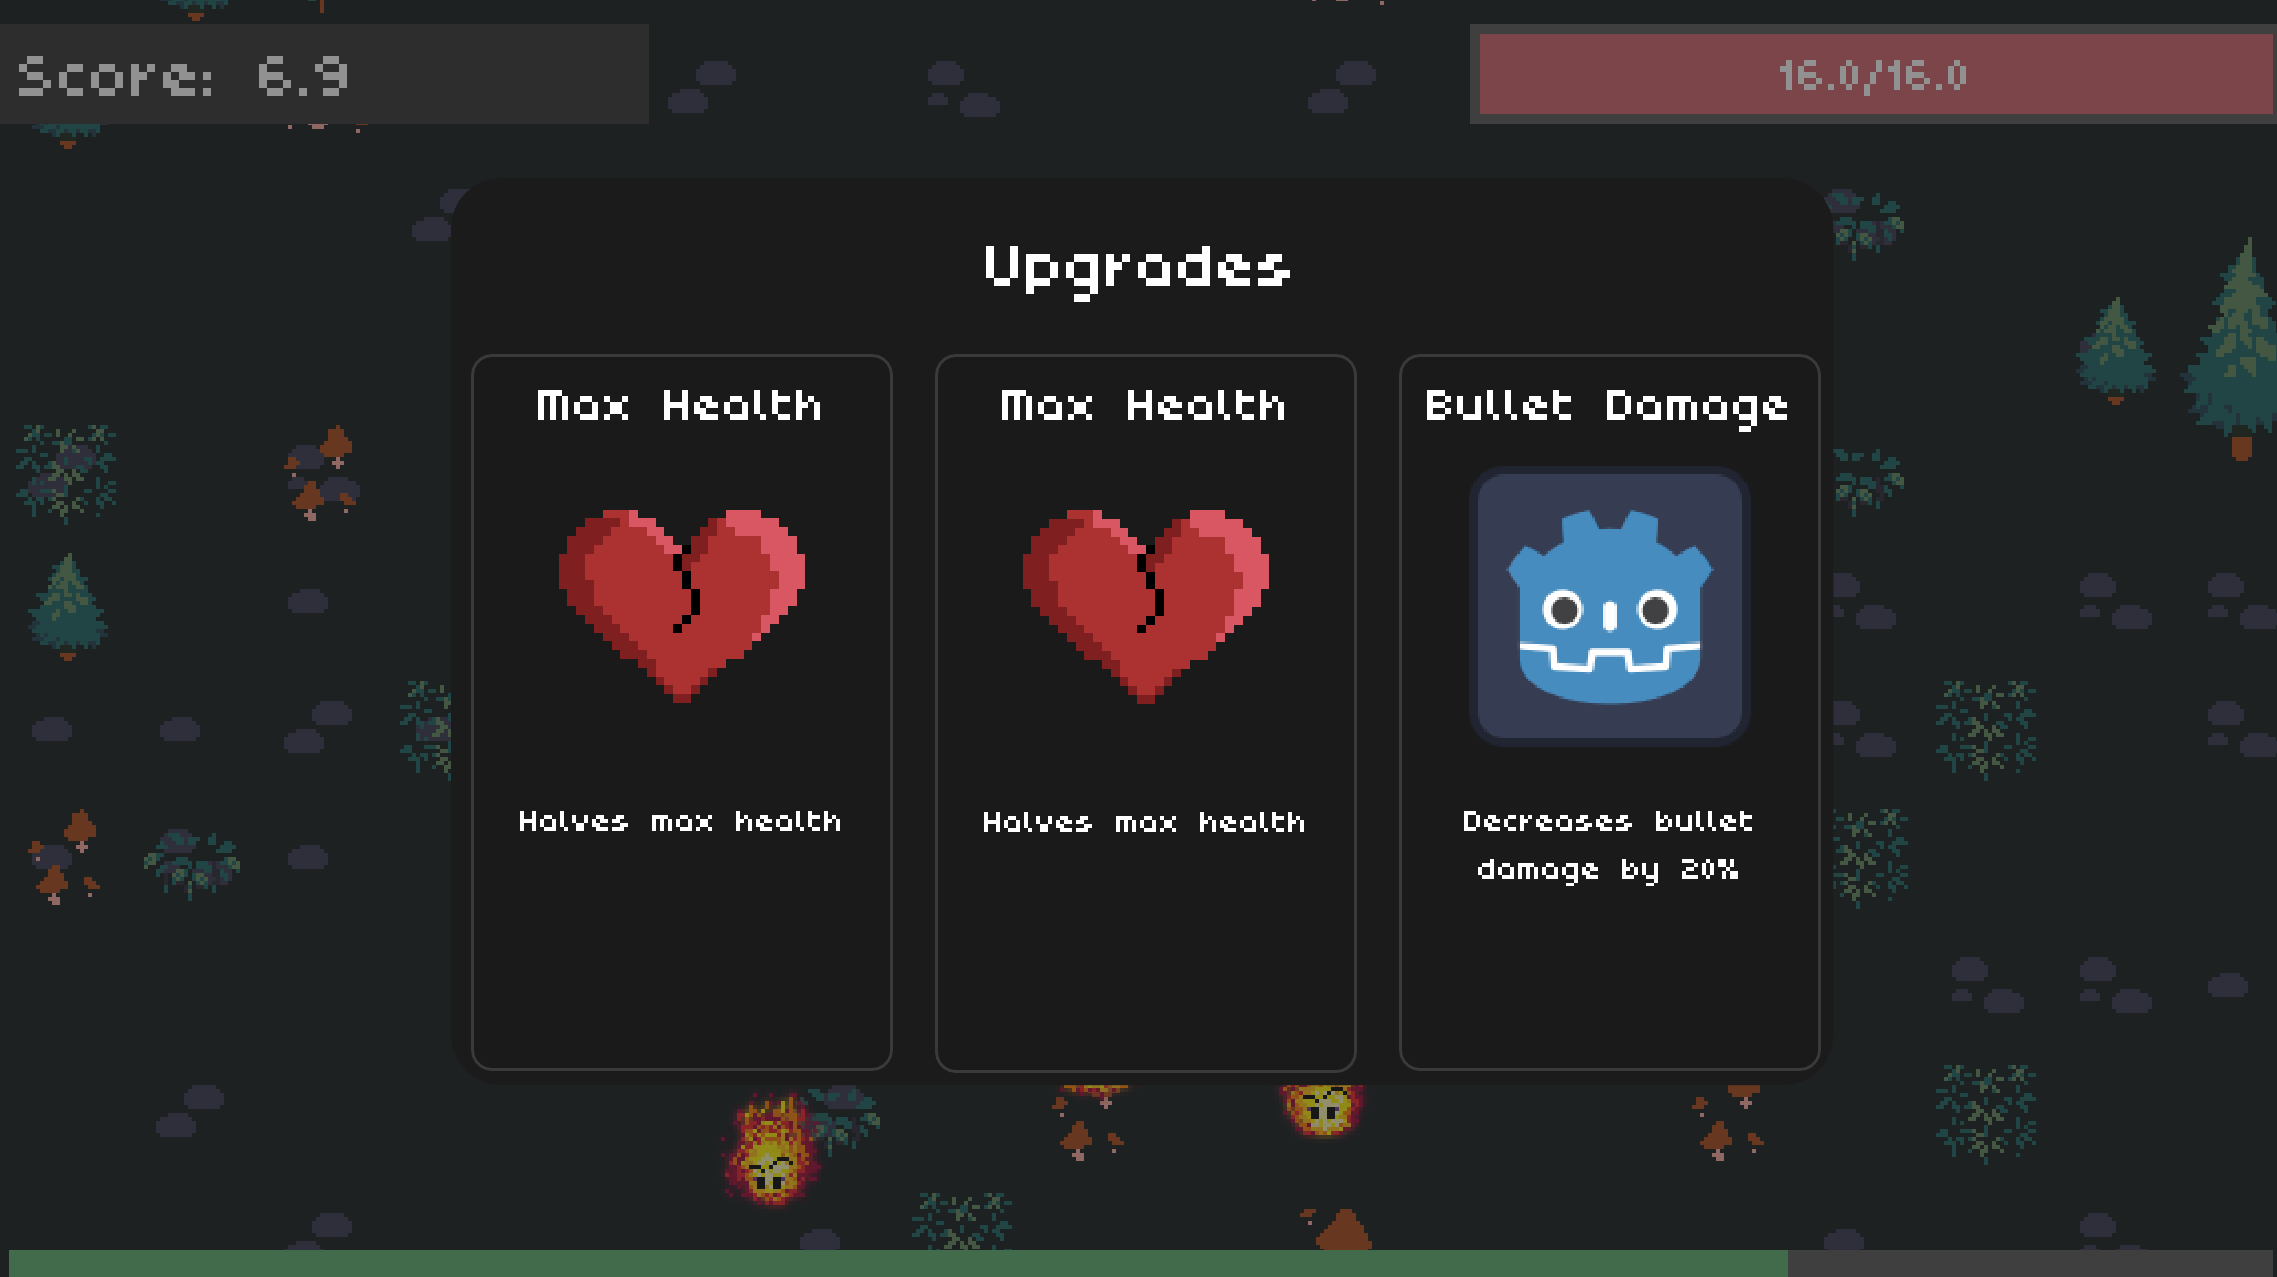 Score: 6.9
16.0/16.0
Upgrades
Max Health
Max Health
Bullet Damage
Halves max health
Halves max health
Decreases bullet
damage by 20%